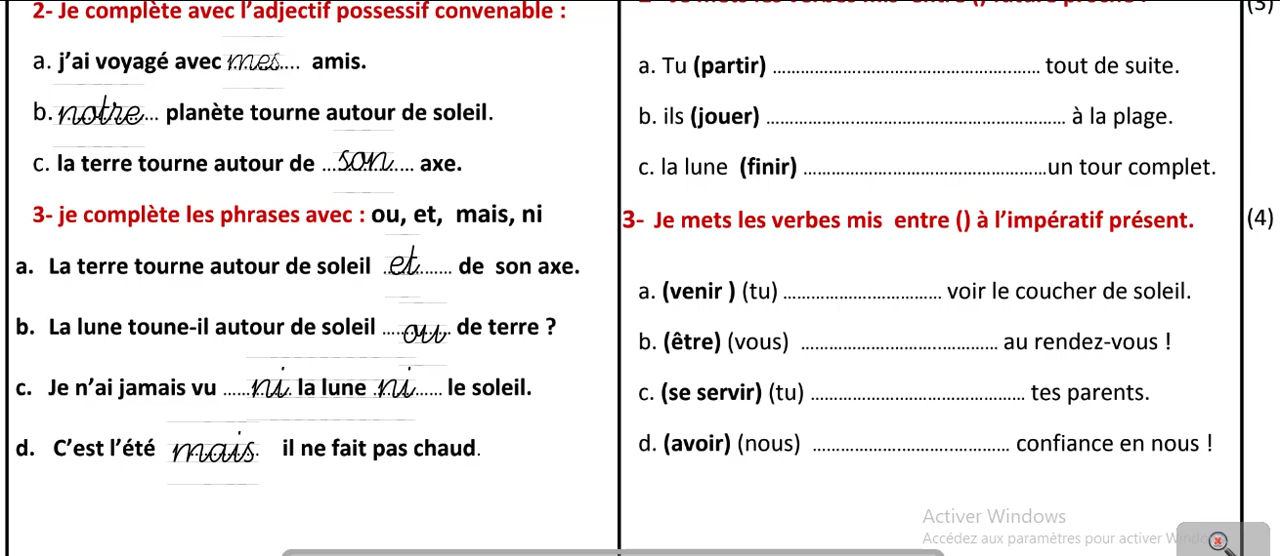 2- Je complète avec l'adjectif possessif convenable :
a. j'ai voyagé avec mes.... amis.
b. notre... planète tourne autour de soleil.
c. la terre tourne autour de ...son.... axe.
3- je complète les phrases avec : ou, et, mais, ni
a. La terre tourne autour de soleil .et....... de son axe.
b. La lune toune-il autour de soleil .....ou.. de terre ?
c. Je n'ai jamais vu .....ni. la lune .ni...... le soleil.
d. C'est l'été mais. il ne fait pas chaud.
(3)
a. Tu (partir) ...................................................... tout de suite.
b. ils (jouer) ............................................................ à la plage.
c. la lune (finir) .................................................un tour complet.
3- Je mets les verbes mis entre () à l'impératif présent. (4)
a. (venir ) (tu) ................................ voir le coucher de soleil.
b. (être) (vous) ........................................ au rendez-vous !
c. (se servir) (tu) ........................................... tes parents.
d. (avoir) (nous) ........................................ confiance en nous !
Activer Windows
Accédez aux paramètres pour activer